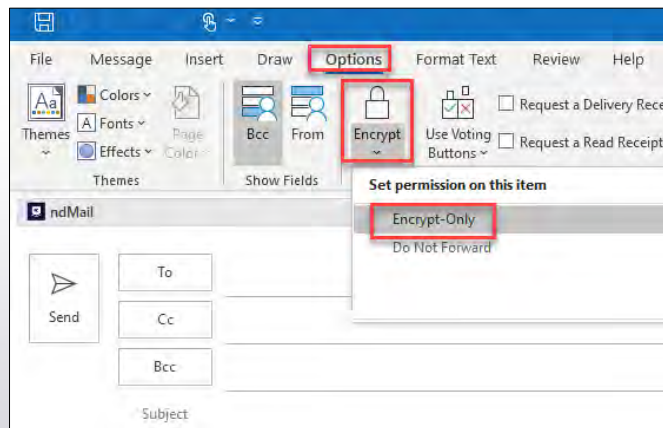 File Message Insert Draw Options Format Text Review Help
Aa Colors
A Fonts
Effects
Themes
Page
Color
Bcc From
Encrypt
Use Voting
Buttons
Request a Delivery Rece
Request a Read Receipt
Themes Show Fields
Set permission on this item
Encrypt-Only
Do Not Forward
ndMail
Send
To
Cc
Bcc
Subject